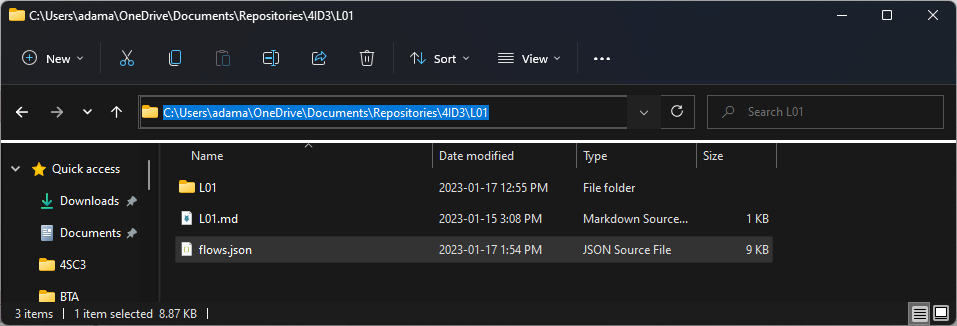 C:\Users\adama\OneDrive\Documents\Repositories\4ID3\L01
New Sort View
C:\Users\adama\OneDrive\Documents\Repositories\4ID3\L01 Search L01
Name Date modified Type Size
Quick access
Downloads
Documents
4SC3
BTA
L01 2023-01-17 12:55 PM File folder
L01.md 2023-01-15 3:08 PM Markdown Source... 1 KB
flows.json 2023-01-17 1:54 PM JSON Source File 9 KB
3 items 1 item selected 8.87 KB